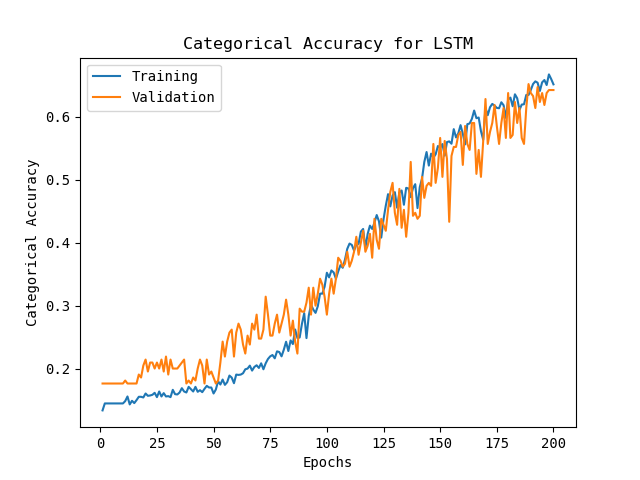 Categorical Accuracy for LSTM
Training
Validation
Categorical Accuracy
0.6
0.5
0.4
0.3
0.2
0 25 50 75 100 125 150 175 200
Epochs